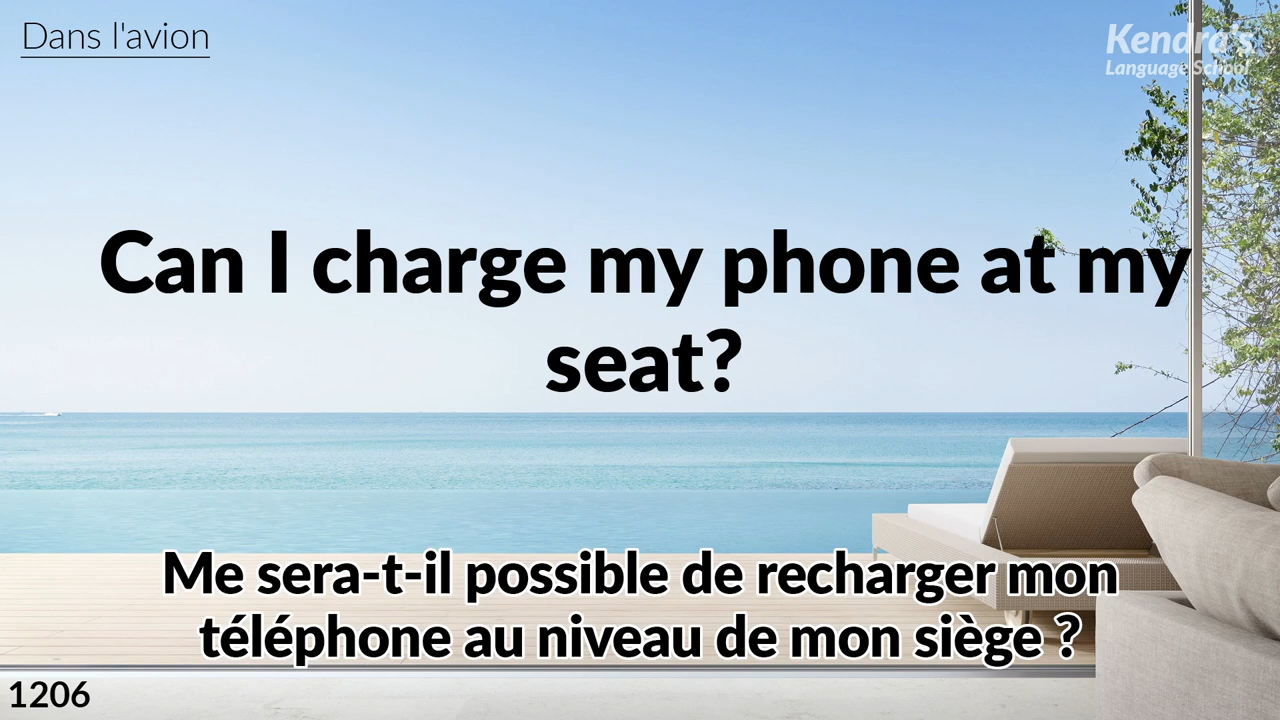 Dans l'avion
Kendra's
Language School
Can I charge my phone at my
seat?
Me sera-t-il possible de recharger mon
téléphone au niveau de mon siège ?
1206